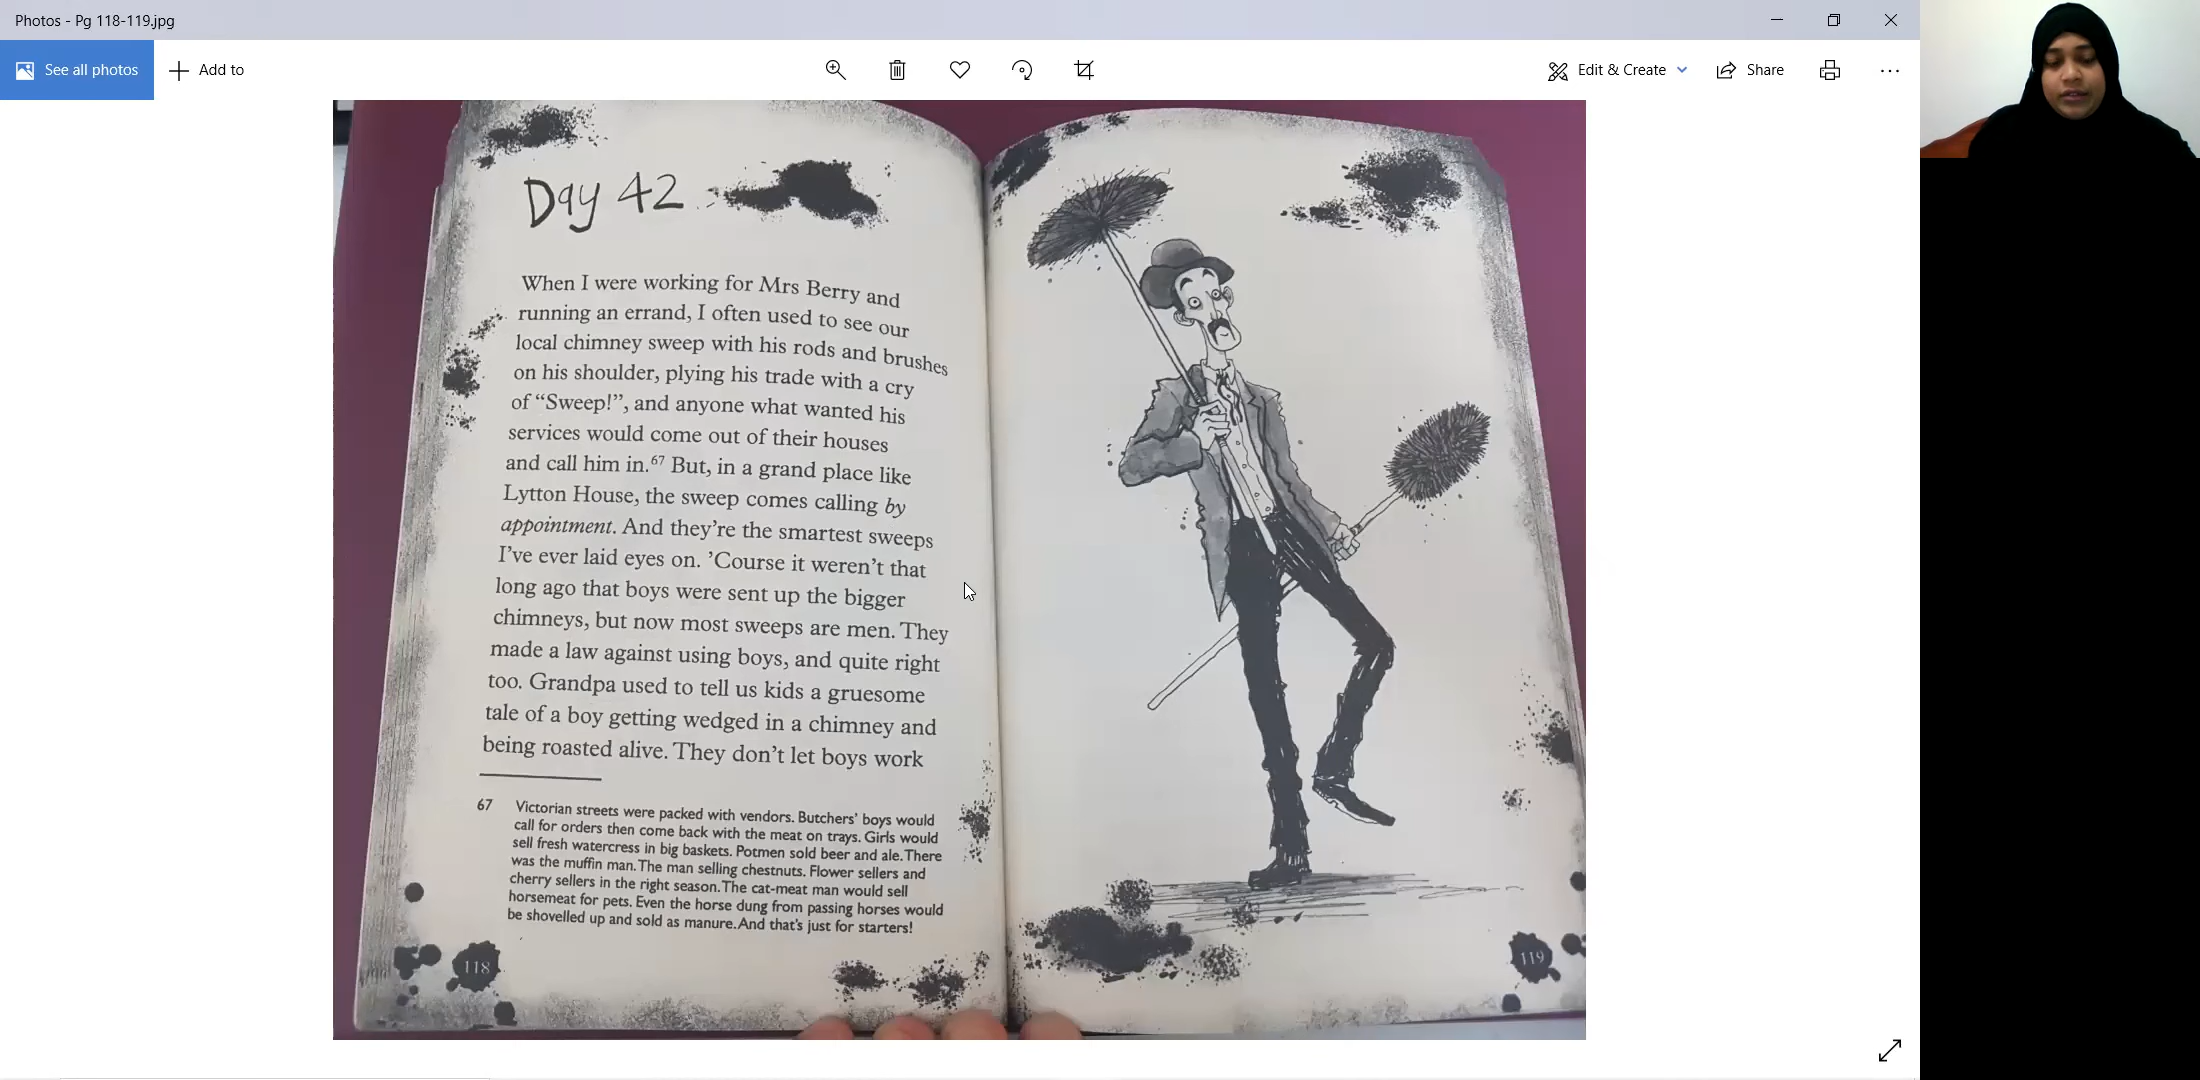 Photos - Pg 118-119.jpg
See all photos
Add to
Edit & Create
Share
Day 42
When I were working for Mrs Berry and
running an errand, I often used to see our
local chimney sweep with his rods and brushes
on his shoulder, plying his trade with a cry
of “Sweep!”, and anyone what wanted his
services would come out of their houses
and call him in.67 But, in a grand place like
Lytton House, the sweep comes calling by
appointment. And they’re the smartest sweeps
I’ve ever laid eyes on. ’Course it weren’t that
long ago that boys were sent up the bigger
chimneys, but now most sweeps are men. They
made a law against using boys, and quite right
too. Grandpa used to tell us kids a gruesome
tale of a boy getting wedged in a chimney and
being roasted alive. They don’t let boys work
67 Victorian streets were packed with vendors. Butchers’ boys would
call for orders then come back with the meat on trays. Girls would
sell fresh watercress in big baskets. Potmen sold beer and ale. There
was the muffin man. The man selling chestnuts. Flower sellers and
cherry sellers in the right season. The cat-meat man would sell
horsemeat for pets. Even the horse dung from passing horses would
be shovelled up and sold as manure. And that’s just for starters!
118
119